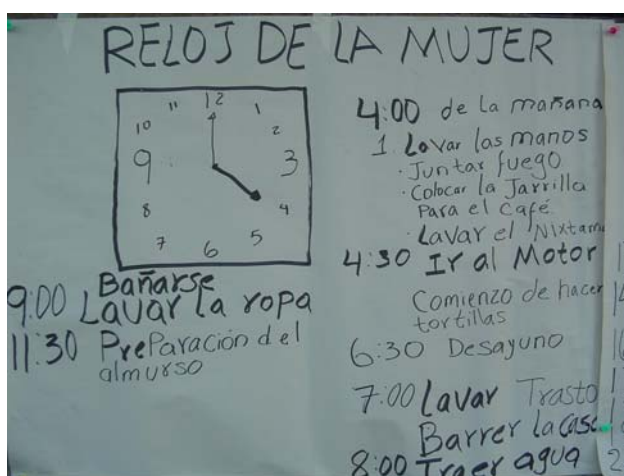 RELOJ DE LA MUJER
12
11 1
10 2
9 3
8 4
7 5
6
4:00 de la mañana
1. Lavar las manos
· Juntar fuego
· Colocar la Jarrilla
Para el café
· Lavar el
4:30 Ir al Motor
Comienzo de hacer
tortillas
6:30 Desayuno
7:00 Lavar Trasto
Barrer la casa
8:00 Traer agua
Bañarse
9:00 Lavar la ropa
11:30 Preparación del
almurso